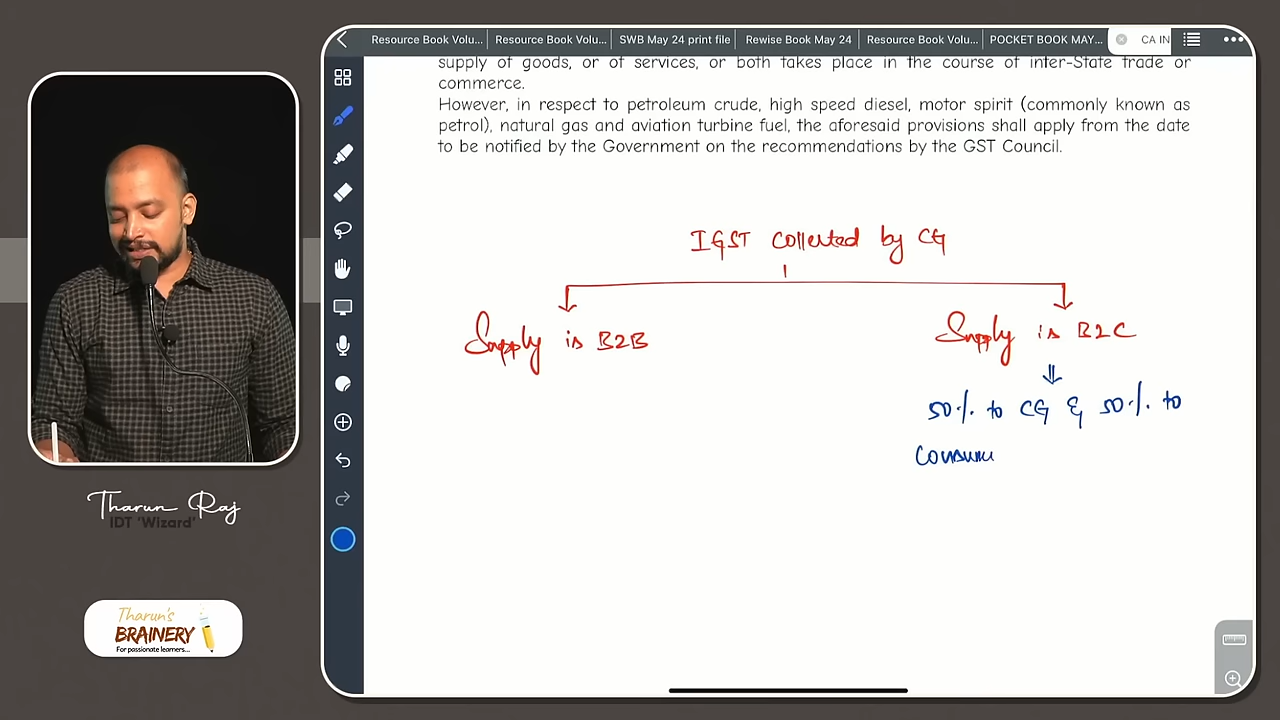 Resource Book Volu... Resource Book Volu... SWB May 24 print file Rewise Book May 24 Resource Book Volu... POCKET BOOK MAY... CA IN
supply of goods, or of services, or both takes place in the course of inter-State trade or
commerce.
However, in respect to petroleum crude, high speed diesel, motor spirit (commonly known as
petrol), natural gas and aviation turbine fuel, the aforesaid provisions shall apply from the date
to be notified by the Government on the recommendations by the GST Council.
IGST collected by CG
Supply is B2B
Supply is B2C
50% to CG & 50% to
Consum
Tharun Raj
IDT 'Wizard'
Tharun's
BRAINERY
For passionate learners...